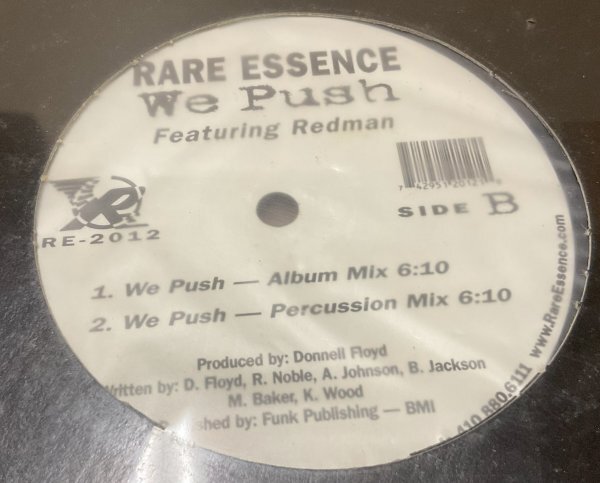 RARE ESSENCE
We Push
Featuring Redman
SIDE B
RE-2012
1. We Push — Album Mix 6:10
2. We Push — Percussion Mix 6:10
Produced by: Donnell Floyd
by: D. Floyd, R. Noble, A. Johnson, B. Jackson
M. Baker, K. Wood
by: Funk Publishing — BMI
410.880.6111 www.RareEssence.com